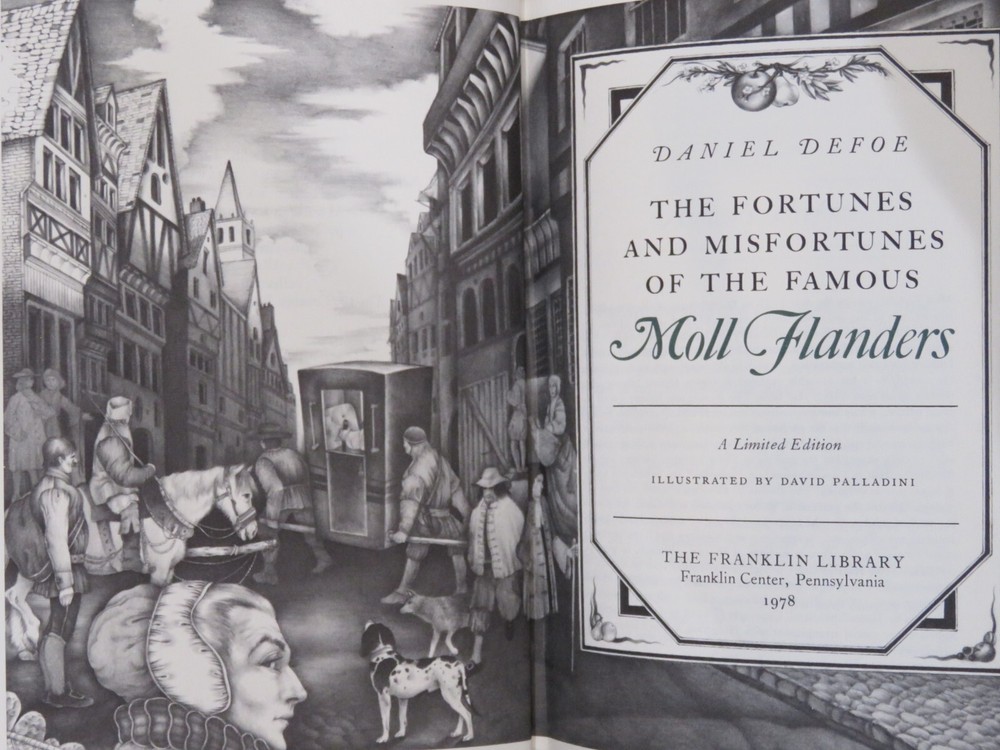 DANIEL DEFOE
THE FORTUNES
AND MISFORTUNES
OF THE FAMOUS
Moll Flanders
A Limited Edition
ILLUSTRATED BY DAVID PALLADINI
THE FRANKLIN LIBRARY
Franklin Center, Pennsylvania
1978